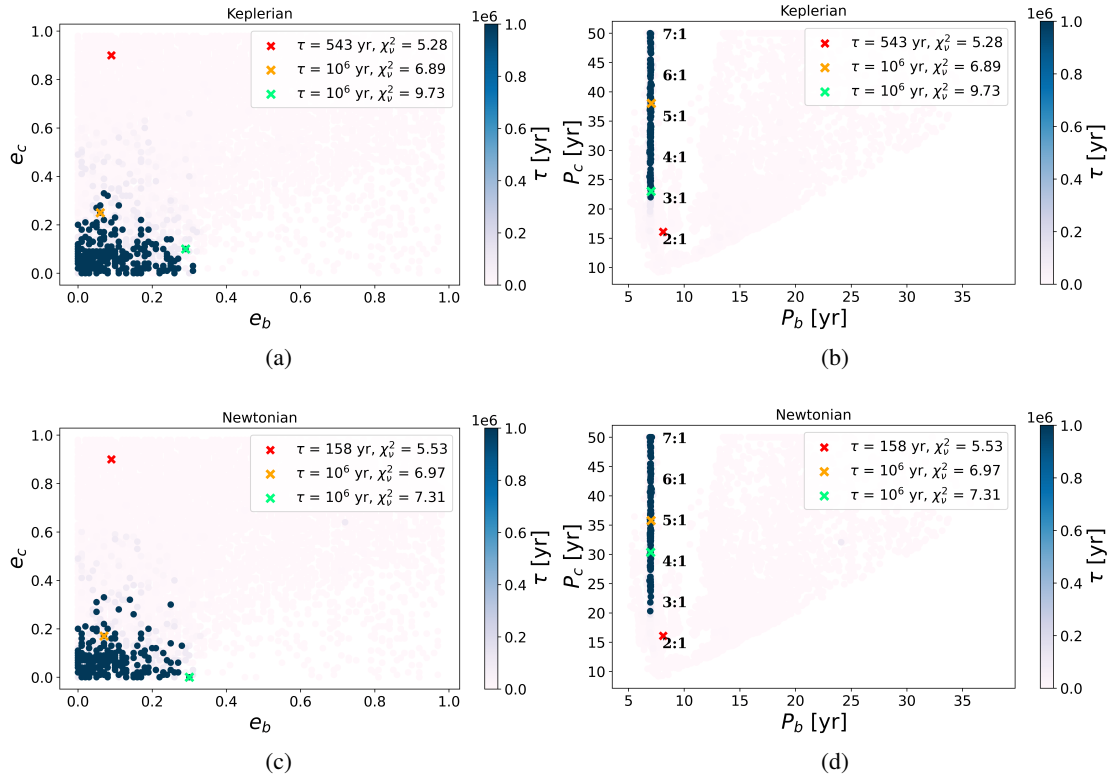 Keplerian
1e6
1.0
0.8
0.6
0.4
0.2
0.0
e_c
0.0 0.2 0.4 0.6 0.8 1.0
e_b
τ = 543 yr, χ²_ν = 5.28
τ = 10⁶ yr, χ²_ν = 6.89
τ = 10⁶ yr, χ²_ν = 9.73
1.0
0.8
0.6
0.4
0.2
0.0
τ [yr]
(a)
Keplerian
1e6
50
45
40
35
30
25
20
15
10
P_c [yr]
5 10 15 20 25 30 35
P_b [yr]
7:1
6:1
5:1
4:1
3:1
2:1
τ = 543 yr, χ²_ν = 5.28
τ = 10⁶ yr, χ²_ν = 6.89
τ = 10⁶ yr, χ²_ν = 9.73
1.0
0.8
0.6
0.4
0.2
0.0
τ [yr]
(b)
Newtonian
1e6
1.0
0.8
0.6
0.4
0.2
0.0
e_c
0.0 0.2 0.4 0.6 0.8 1.0
e_b
τ = 158 yr, χ²_ν = 5.53
τ = 10⁶ yr, χ²_ν = 6.97
τ = 10⁶ yr, χ²_ν = 7.31
1.0
0.8
0.6
0.4
0.2
0.0
τ [yr]
(c)
Newtonian
1e6
50
45
40
35
30
25
20
15
10
P_c [yr]
5 10 15 20 25 30 35
P_b [yr]
7:1
6:1
5:1
4:1
3:1
2:1
τ = 158 yr, χ²_ν = 5.53
τ = 10⁶ yr, χ²_ν = 6.97
τ = 10⁶ yr, χ²_ν = 7.31
1.0
0.8
0.6
0.4
0.2
0.0
τ [yr]
(d)